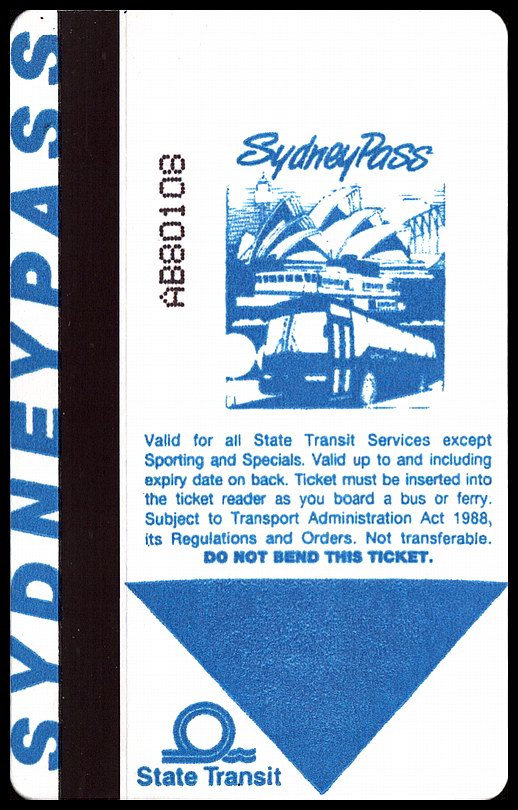 SYDNEYPASS
AB80108
SydneyPass
Valid for all State Transit Services except
Sporting and Specials. Valid up to and including
expiry date on back. Ticket must be inserted into
the ticket reader as you board a bus or ferry.
Subject to Transport Administration Act 1988,
its Regulations and Orders. Not transferable.
DO NOT BEND THIS TICKET.
State Transit